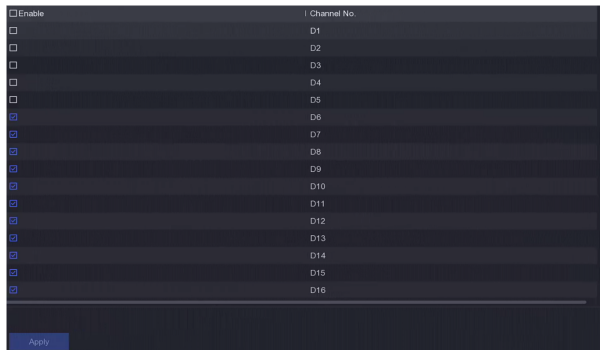 Enable Channel No.
D1
D2
D3
D4
D5
D6
D7
D8
D9
D10
D11
D12
D13
D14
D15
D16
Apply